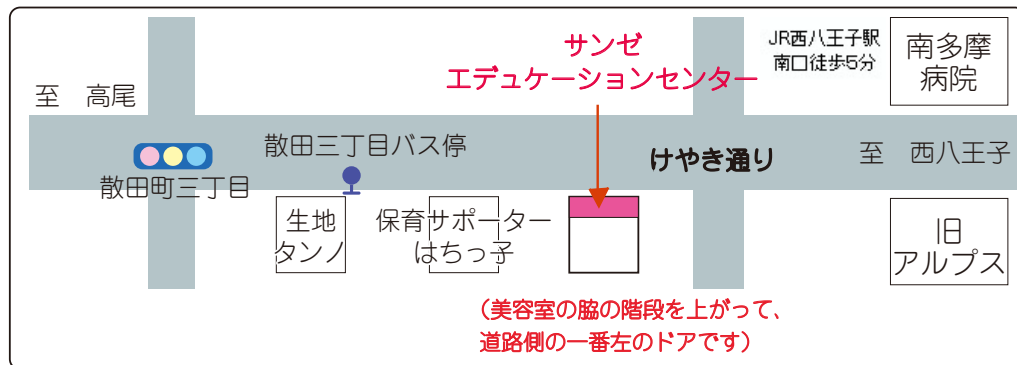 JR西八王子駅
南口徒歩5分
南多摩
病院
サンゼ
エデュケーションセンター
至　高尾
散田三丁目バス停
けやき通り
至　西八王子
散田町三丁目
生地
タンノ
保育サポーター
はちっ子
旧
アルプス
（美容室の脇の階段を上がって、
道路側の一番左のドアです）